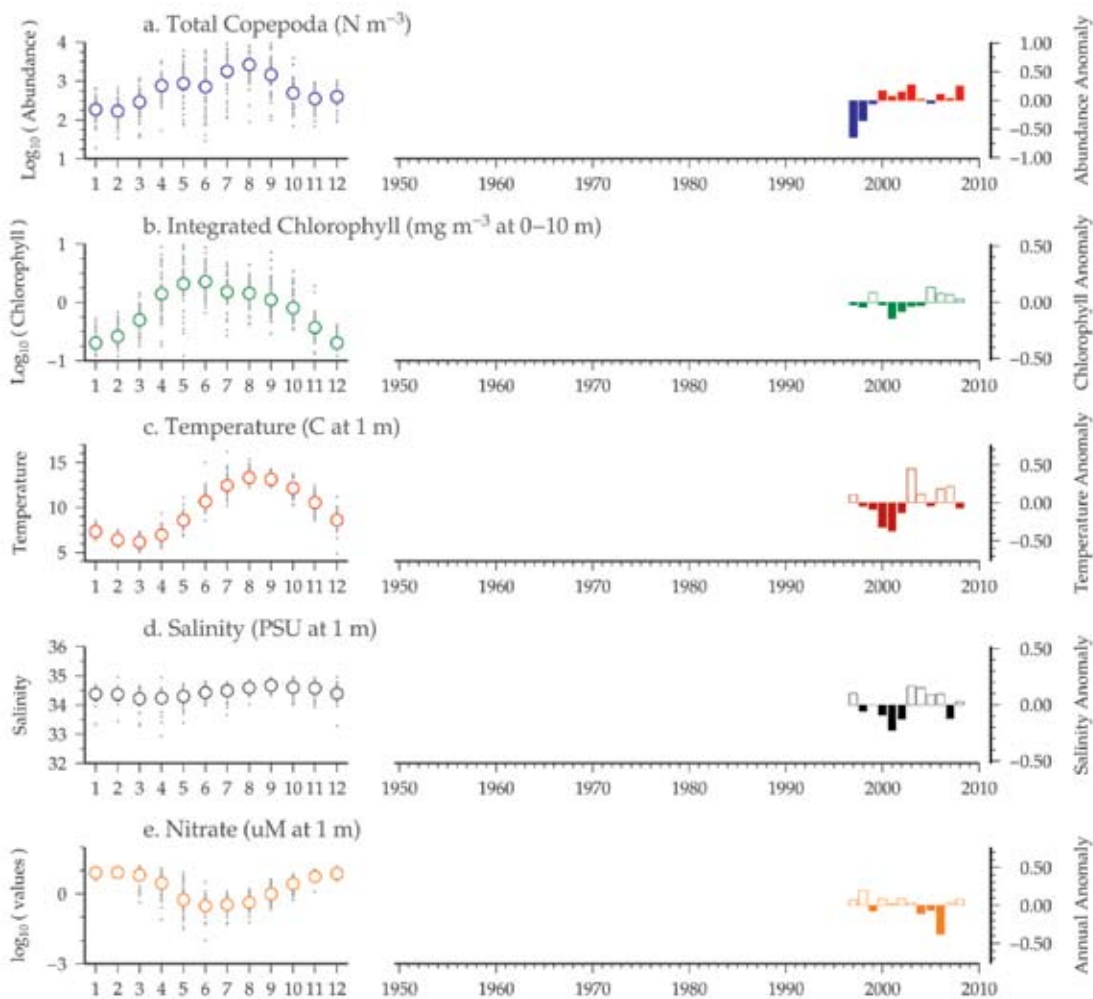 a. Total Copepoda (N m⁻³)
Log₁₀ ( Abundance )
4
3
2
1
1 2 3 4 5 6 7 8 9 10 11 12
1950 1960 1970 1980 1990 2000 2010
1.00
0.50
0.00
−0.50
−1.00
Abundance Anomaly
b. Integrated Chlorophyll (mg m⁻³ at 0–10 m)
Log₁₀ ( Chlorophyll )
1
0
−1
1 2 3 4 5 6 7 8 9 10 11 12
1950 1960 1970 1980 1990 2000 2010
0.50
0.00
−0.50
Chlorophyll Anomaly
c. Temperature (C at 1 m)
Temperature
15
10
5
1 2 3 4 5 6 7 8 9 10 11 12
1950 1960 1970 1980 1990 2000 2010
0.50
0.00
−0.50
Temperature Anomaly
d. Salinity (PSU at 1 m)
Salinity
36
35
34
33
32
1 2 3 4 5 6 7 8 9 10 11 12
1950 1960 1970 1980 1990 2000 2010
0.50
0.00
−0.50
Salinity Anomaly
e. Nitrate (uM at 1 m)
log₁₀ ( values )
0
−3
1 2 3 4 5 6 7 8 9 10 11 12
1950 1960 1970 1980 1990 2000 2010
0.50
0.00
−0.50
Annual Anomaly